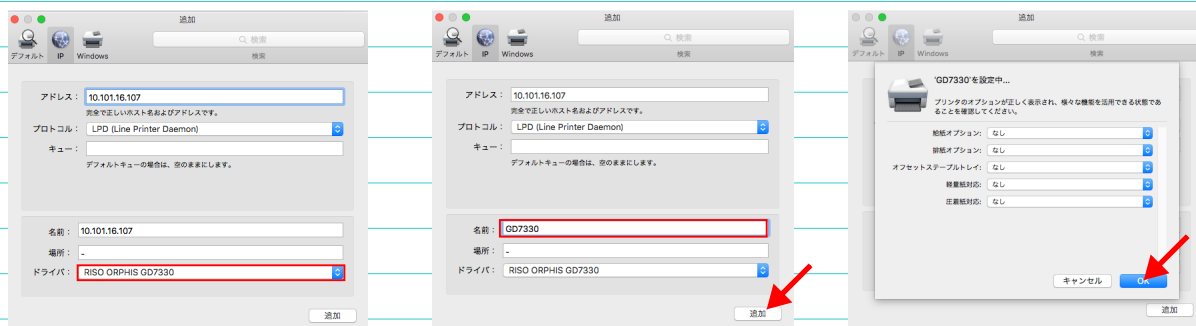 追加
デフォルト IP Windows
Q 検索
検索
アドレス： 10.101.16.107
完全で正しいホスト名およびアドレスです。
プロトコル： LPD (Line Printer Daemon)
キュー：
デフォルトキューの場合は、空のままにします。
名前： 10.101.16.107
場所： -
ドライバ： RISO ORPHIS GD7330
追加
追加
デフォルト IP Windows
Q 検索
検索
アドレス： 10.101.16.107
完全で正しいホスト名およびアドレスです。
プロトコル： LPD (Line Printer Daemon)
キュー：
デフォルトキューの場合は、空のままにします。
名前： GD7330
場所： -
ドライバ： RISO ORPHIS GD7330
追加
追加
デフォルト IP Windows
Q 検索
検索
'GD7330'を設定中...
プリンタのオプションが正しく表示され、様々な機能を活用できる状態であ
ることを確認してください。
給紙オプション: なし
排紙オプション: なし
オフセットステープルトレイ: なし
軽量紙対応: なし
圧着紙対応: なし
キャンセル OK
追加